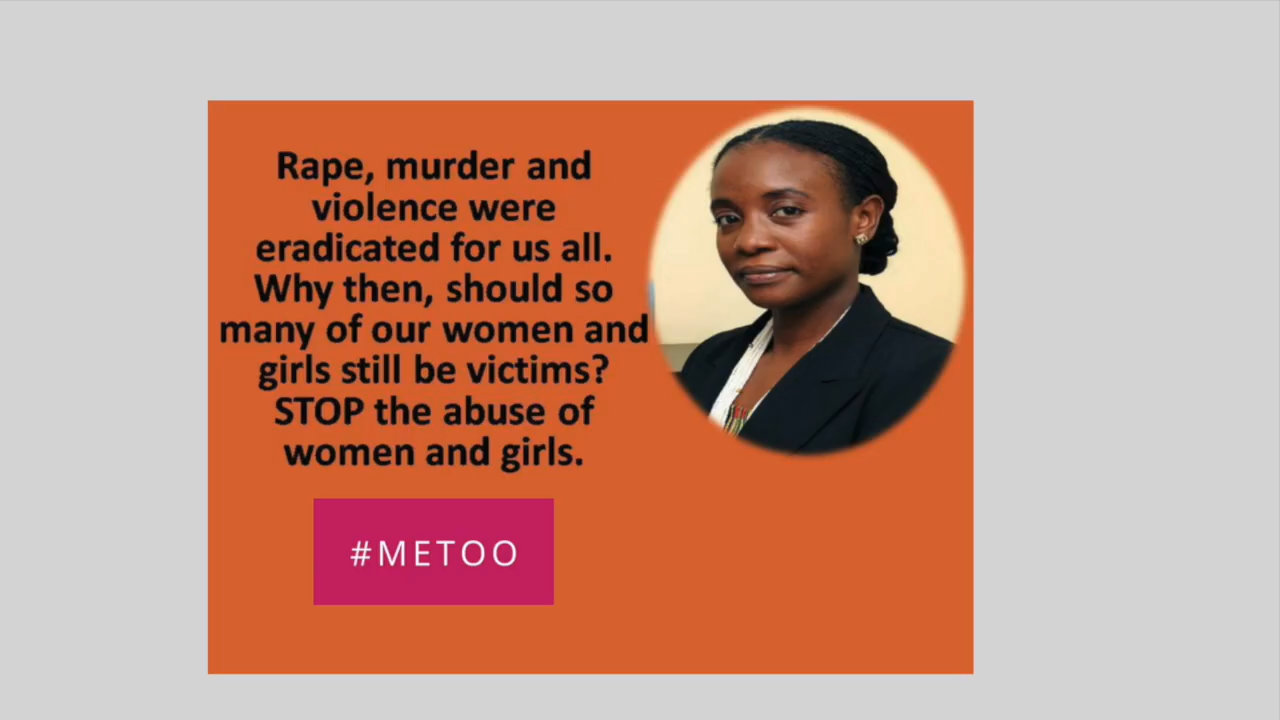 Rape, murder and
violence were
eradicated for us all.
Why then, should so
many of our women and
girls still be victims?
STOP the abuse of
women and girls.
#METOO